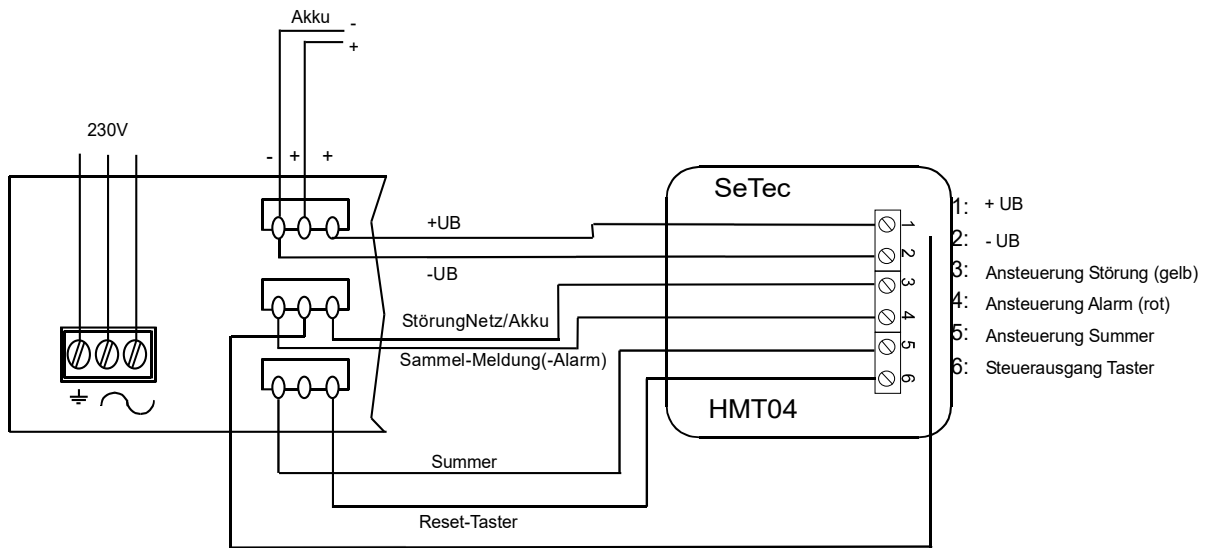 Akku
-
+
230V
- + +
SeTec
+UB
-UB
StörungNetz/Akku
Sammel-Meldung(-Alarm)
1
2
3
4
5
6
1: + UB
2: - UB
3: Ansteuerung Störung (gelb)
4: Ansteuerung Alarm (rot)
5: Ansteuerung Summer
6: Steuerausgang Taster
HMT04
Summer
Reset-Taster